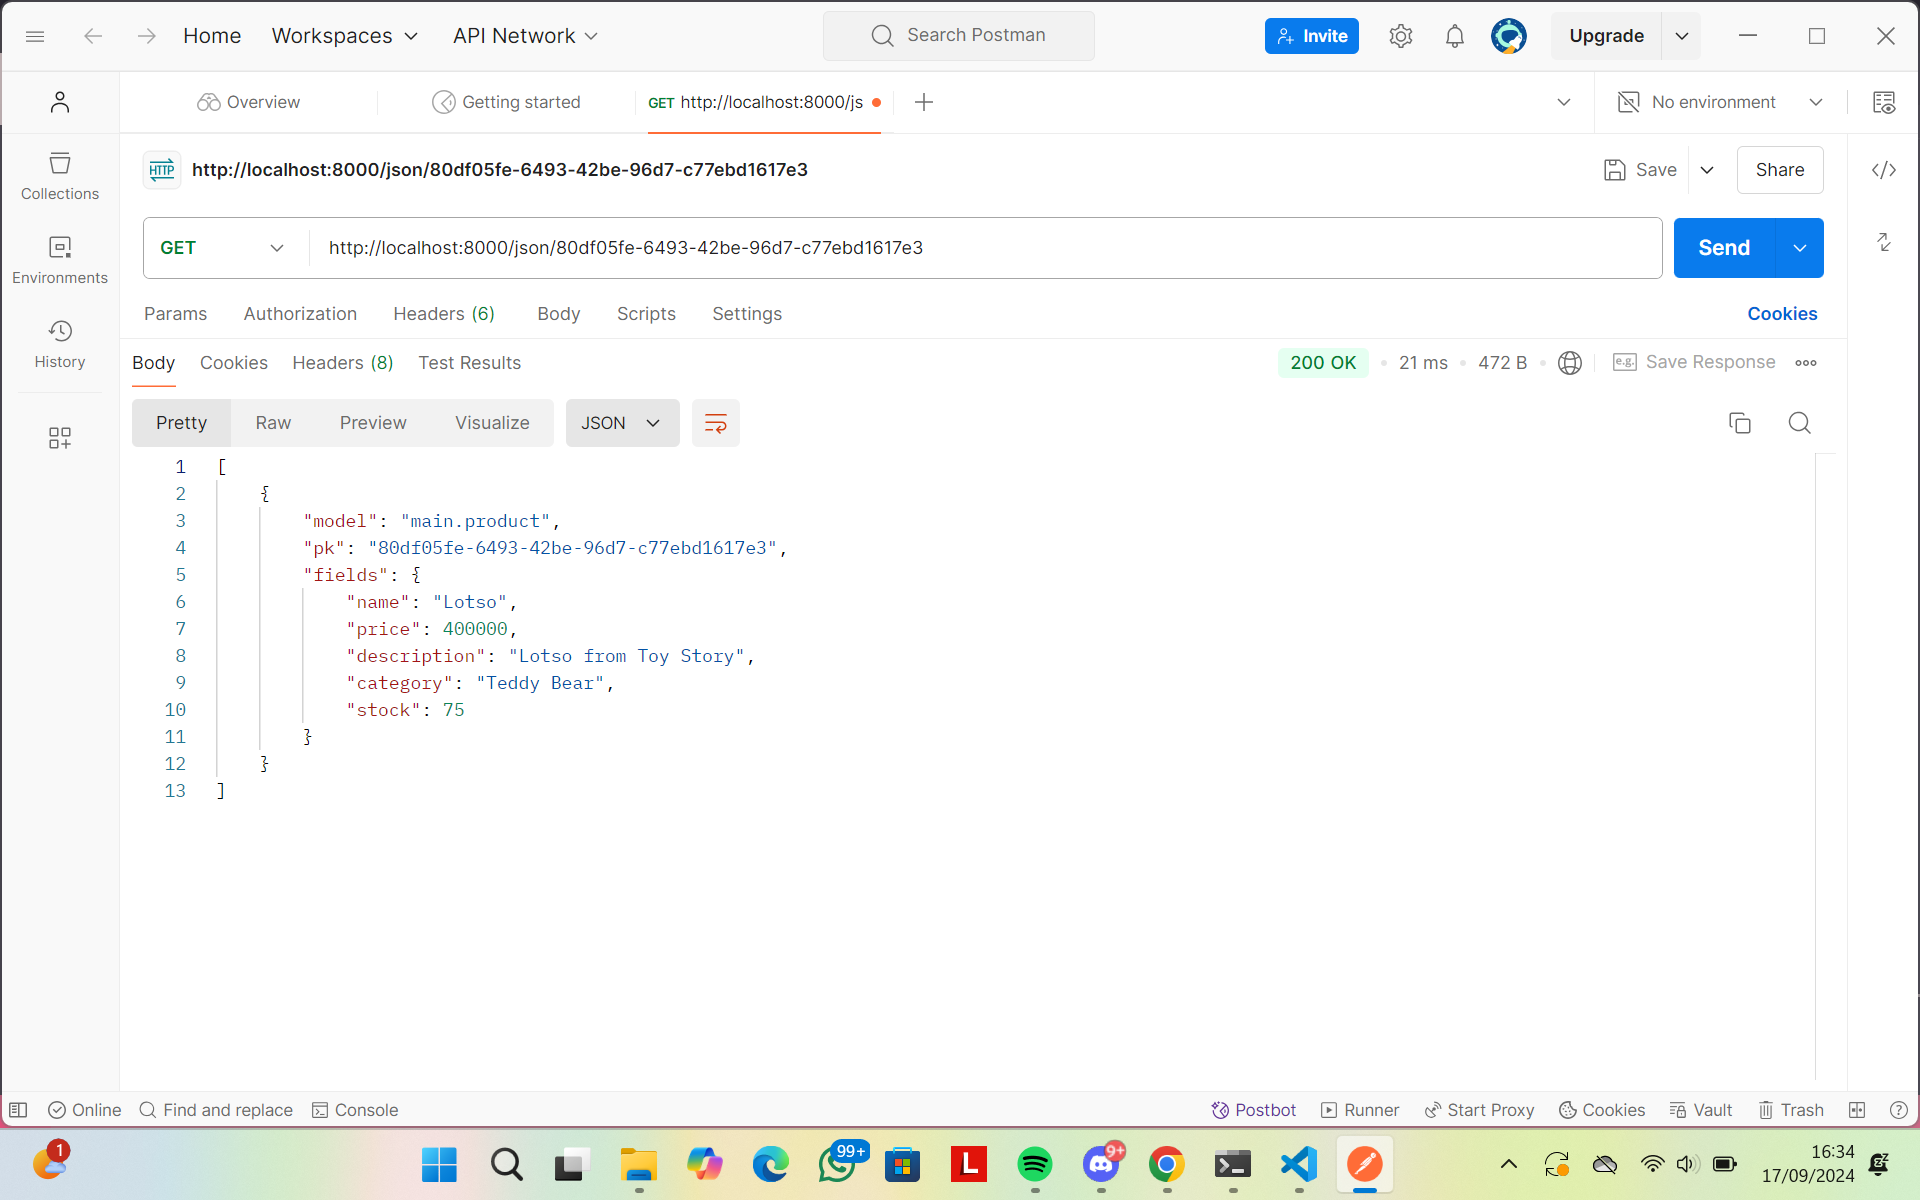 Home Workspaces API Network Search Postman Invite Upgrade
Overview Getting started GET http://localhost:8000/js No environment
HTTP http://localhost:8000/json/80df05fe-6493-42be-96d7-c77ebd1617e3 Save Share
Collections
GET http://localhost:8000/json/80df05fe-6493-42be-96d7-c77ebd1617e3 Send
Environments
Params Authorization Headers (6) Body Scripts Settings Cookies
History
Body Cookies Headers (8) Test Results 200 OK 21 ms 472 B e.g. Save Response
Pretty Raw Preview Visualize JSON
1 [
2 {
3 "model": "main.product",
4 "pk": "80df05fe-6493-42be-96d7-c77ebd1617e3",
5 "fields": {
6 "name": "Lotso",
7 "price": 400000,
8 "description": "Lotso from Toy Story",
9 "category": "Teddy Bear",
10 "stock": 75
11 }
12 }
13 ]
Online Find and replace Console Postbot Runner Start Proxy Cookies Vault Trash
1 99+ L 9+ 16:34
17/09/2024